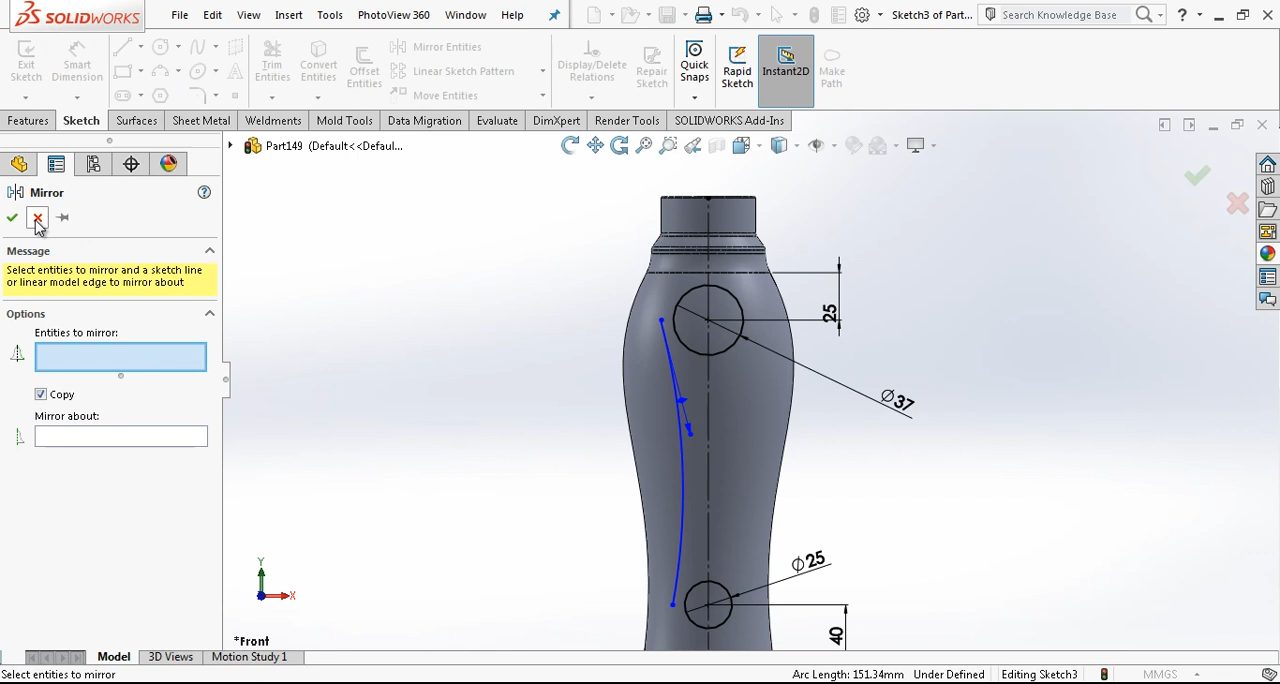 SOLIDWORKS
File Edit View Insert Tools PhotoView 360 Window Help
Sketch3 of Part...
Search Knowledge Base
?
Exit Sketch
Smart Dimension
Trim Entities
Convert Entities
Offset Entities
Mirror Entities
Linear Sketch Pattern
Move Entities
Display/Delete Relations
Repair Sketch
Quick Snaps
Rapid Sketch
Instant2D
Make Path
Features Sketch Surfaces Sheet Metal Weldments Mold Tools Data Migration Evaluate DimXpert Render Tools SOLIDWORKS Add-Ins
Part149 (Default<<Defaul...
Mirror
?
Message
Select entities to mirror and a sketch line
or linear model edge to mirror about
Options
Entities to mirror:
Copy
Mirror about:
25
Ø37
Ø25
40
Y
X
*Front
Model 3D Views Motion Study 1
Select entities to mirror
Arc Length: 151.34mm Under Defined Editing Sketch3 MMGS